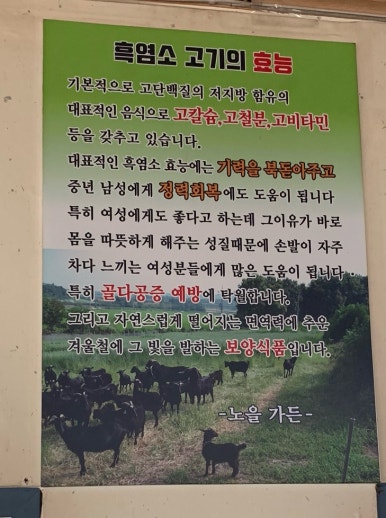 흑염소 고기의 효능
기본적으로 고단백질의 저지방 함유의
대표적인 음식으로 고칼슘,고철분,고비타민
등을 갖추고 있습니다.
대표적인 흑염소 효능에는 기력을 북돋아주고
중년 남성에게 정력회복에도 도움이 됩니다
특히 여성에게도 좋다고 하는데 그이유가 바로
몸을 따뜻하게 해주는 성질때문에 손발이 자주
차다 느끼는 여성분들에게 많은 도움이 됩니다
특히 골다공증 예방에 탁월합니다.
그리고 자연스럽게 떨어지는 면역력에 추운
겨울철에 그 빛을 발하는 보양식품입니다.
-노을 가든-